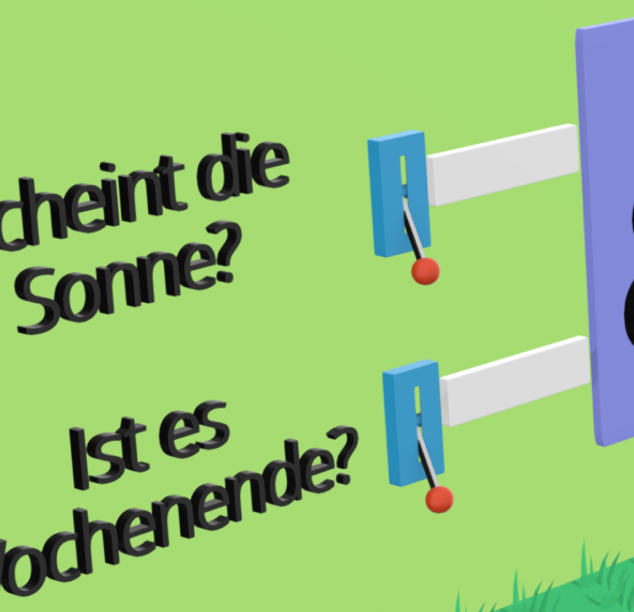 cheint die
Sonne?
Ist es
ochenende?